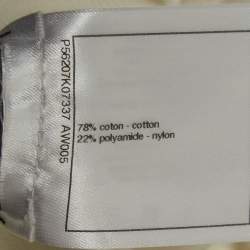 P56207K07337 AW005
78% coton - cotton
22% polyamide - nylon